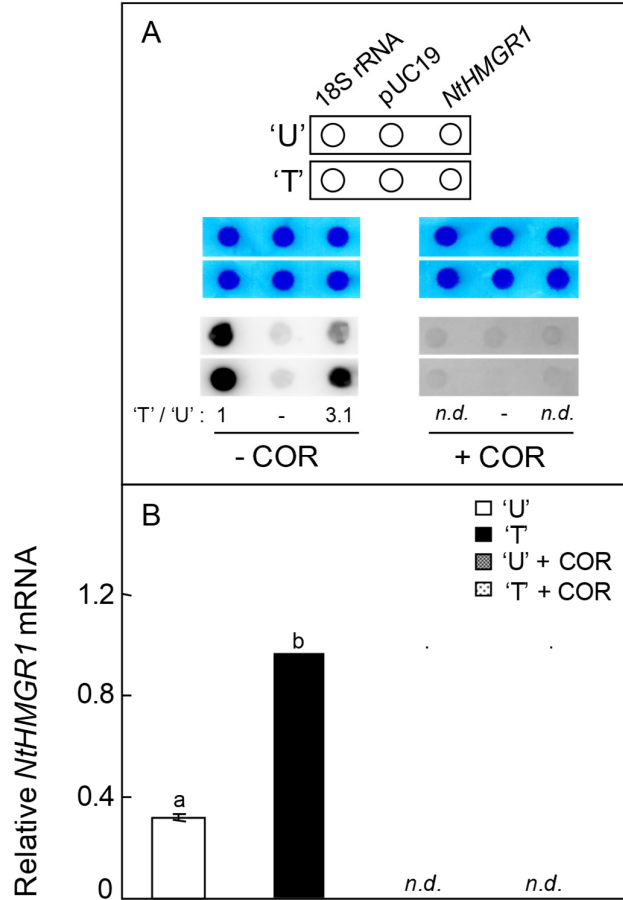 A
18S rRNA
pUC19
NtHMGR1
‘U’
‘T’
‘T’ / ‘U’ : 1 - 3.1 n.d. - n.d.
- COR + COR
B
‘U’
‘T’
‘U’ + COR
‘T’ + COR
Relative NtHMGR1 mRNA
1.2
0.8
0.4
0
a
b
n.d. n.d.